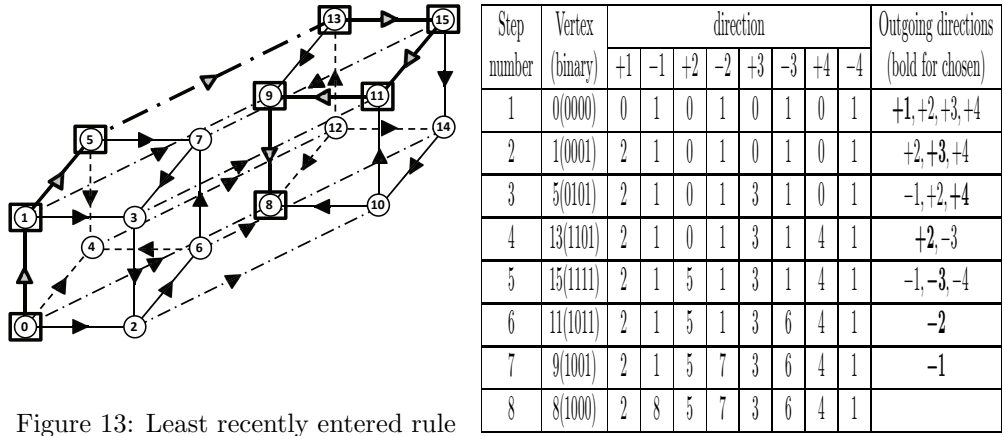 13
15
9
11
5
7
12
14
1
3
8
10
4
6
0
2
Figure 13: Least recently entered rule
Step number Vertex (binary) direction Outgoing directions (bold for chosen)
+1 −1 +2 −2 +3 −3 +4 −4
1 0(0000) 0 1 0 1 0 1 0 1 +1, +2, +3, +4
2 1(0001) 2 1 0 1 0 1 0 1 +2, +3, +4
3 5(0101) 2 1 0 1 3 1 0 1 −1, +2, +4
4 13(1101) 2 1 0 1 3 1 4 1 +2, −3
5 15(1111) 2 1 5 1 3 1 4 1 −1, −3, −4
6 11(1011) 2 1 5 1 3 6 4 1 −2
7 9(1001) 2 1 5 7 3 6 4 1 −1
8 8(1000) 2 8 5 7 3 6 4 1